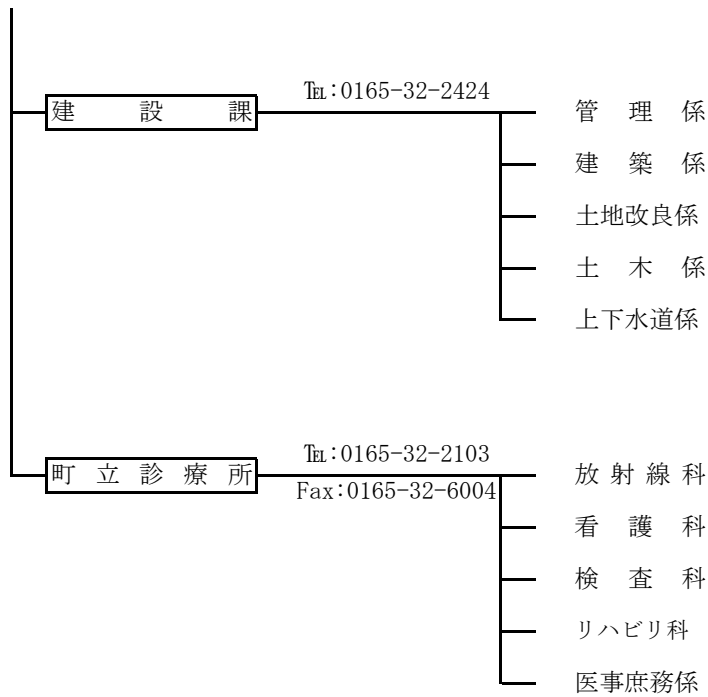 ℡:0165-32-2424
建設課
管理係
建築係
土地改良係
土木係
上下水道係
℡:0165-32-2103
町立診療所
Fax:0165-32-6004
放射線科
看護科
検査科
リハビリ科
医事庶務係